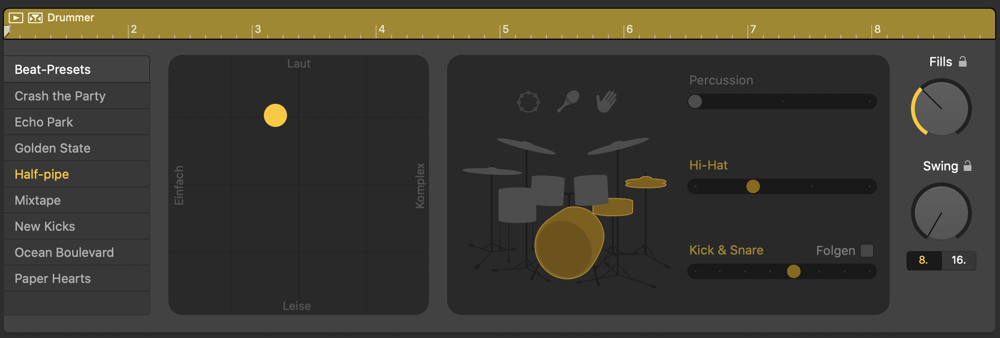 Drummer
2 3 4 5 6 7 8
Beat-Presets
Crash the Party
Echo Park
Golden State
Half-pipe
Mixtape
New Kicks
Ocean Boulevard
Paper Hearts
Laut
Einfach
Komplex
Leise
Percussion
Hi-Hat
Kick & Snare Folgen
Fills
Swing
8. 16.